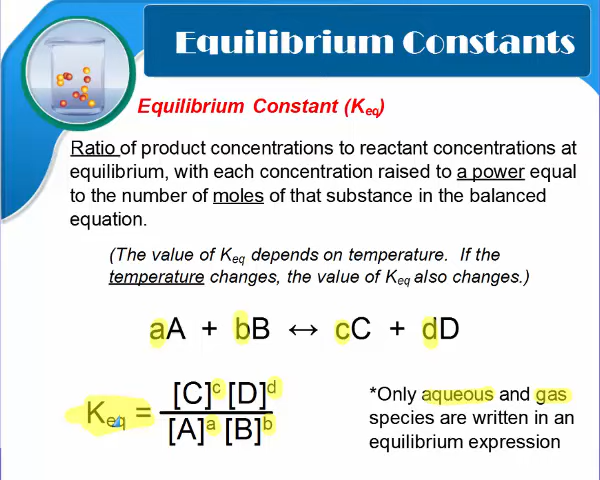 Equilibrium Constants
Equilibrium Constant (Keq)
Ratio of product concentrations to reactant concentrations at
equilibrium, with each concentration raised to a power equal
to the number of moles of that substance in the balanced
equation.
(The value of Keq depends on temperature. If the
temperature changes, the value of Keq also changes.)
aA + bB ↔ cC + dD
[C]ᶜ [D]ᵈ
Keq =
[A]ᵃ [B]ᵇ
*Only aqueous and gas
species are written in an
equilibrium expression